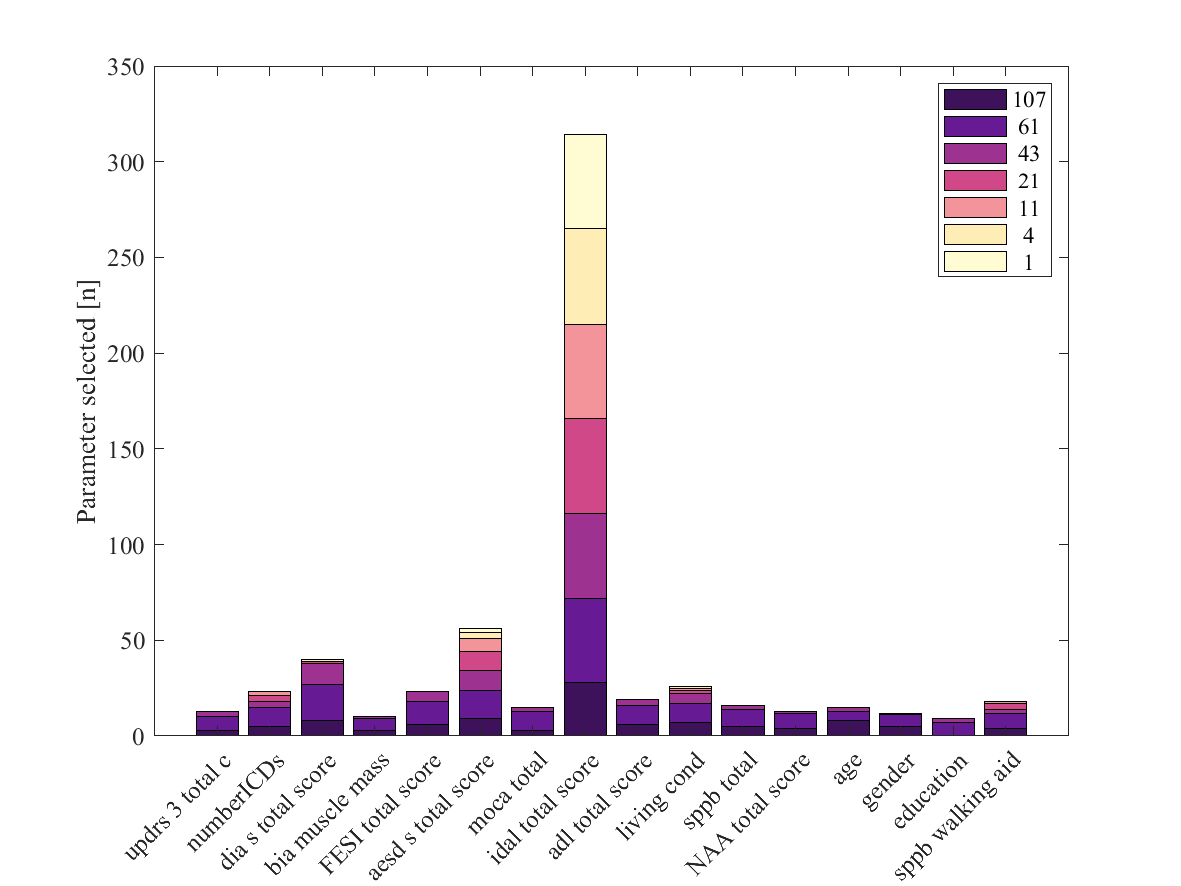 350
300
250
200
150
100
50
0
Parameter selected [n]
107
61
43
21
11
4
1
updrs 3 total c
numberICDs
dia s total score
bia muscle mass
FESI total score
aesd s total score
moca total
idal total score
adl total score
living cond
sppb total
NAA total score
age
gender
education
sppb walking aid